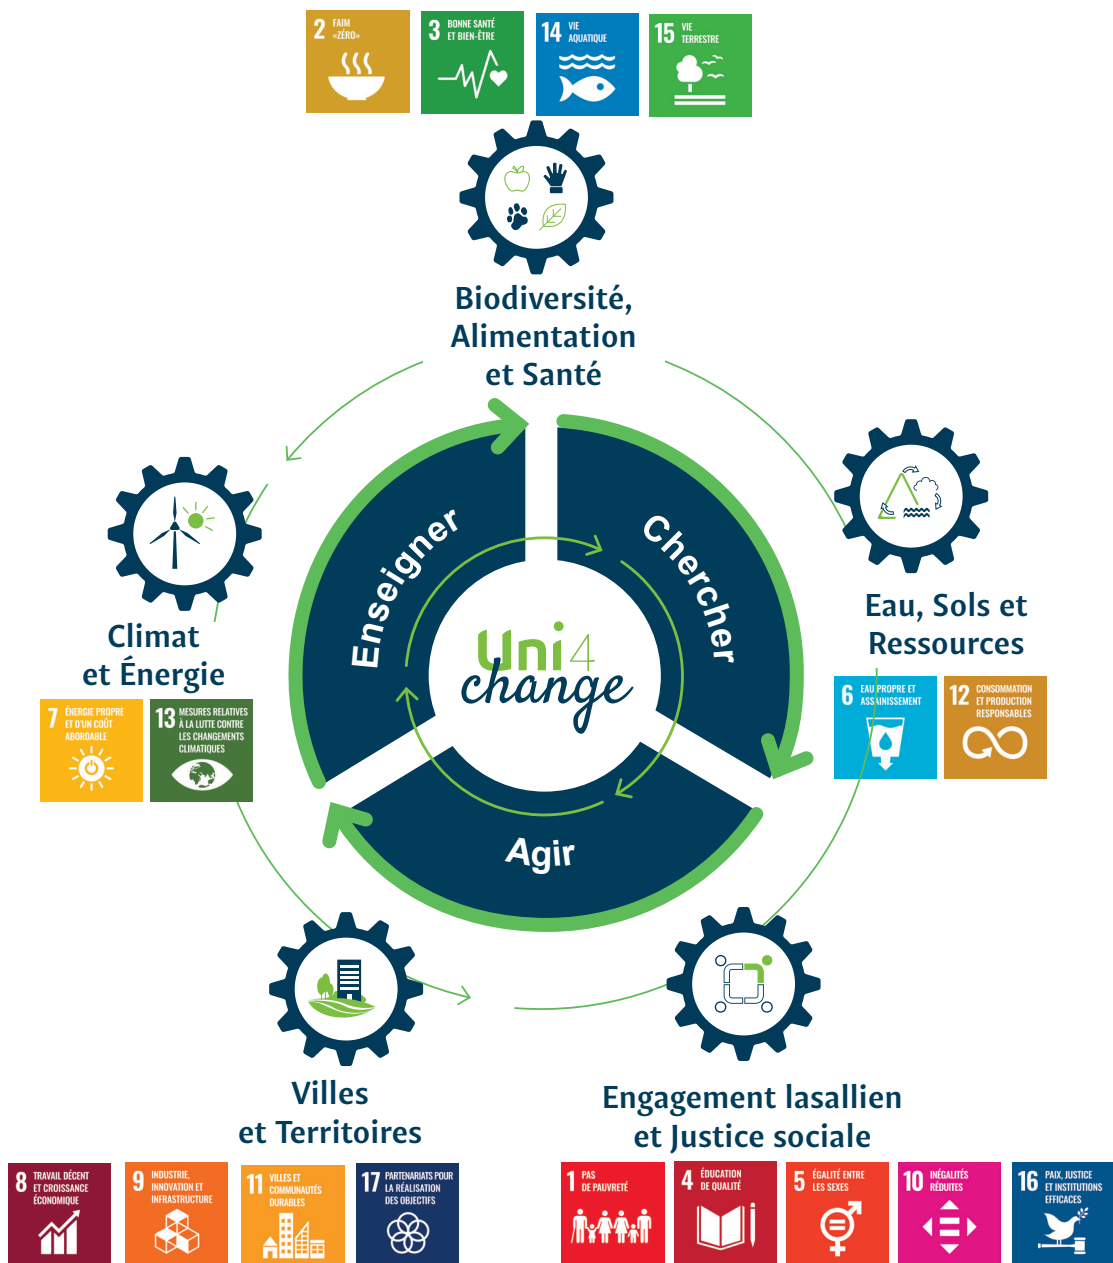 2 FAIM
«ZÉRO»
3 BONNE SANTÉ
ET BIEN-ÊTRE
14 VIE
AQUATIQUE
15 VIE
TERRESTRE
Biodiversité,
Alimentation
et Santé
Enseigner
Chercher
Agir
Uni4
change
Climat
et Énergie
7 ÉNERGIE PROPRE
ET D'UN COÛT
ABORDABLE
13 MESURES RELATIVES
À LA LUTTE CONTRE
LES CHANGEMENTS
CLIMATIQUES
Eau, Sols et
Ressources
6 EAU PROPRE ET
ASSAINISSEMENT
12 CONSOMMATION
ET PRODUCTION
RESPONSABLES
Villes
et Territoires
8 TRAVAIL DÉCENT
ET CROISSANCE
ÉCONOMIQUE
9 INDUSTRIE,
INNOVATION ET
INFRASTRUCTURE
11 VILLES ET
COMMUNAUTÉS
DURABLES
17 PARTENARIATS POUR
LA RÉALISATION
DES OBJECTIFS
Engagement lasallien
et Justice sociale
1 PAS
DE PAUVRETÉ
4 ÉDUCATION
DE QUALITÉ
5 ÉGALITÉ ENTRE
LES SEXES
10 INÉGALITÉS
RÉDUITES
16 PAIX, JUSTICE
ET INSTITUTIONS
EFFICACES